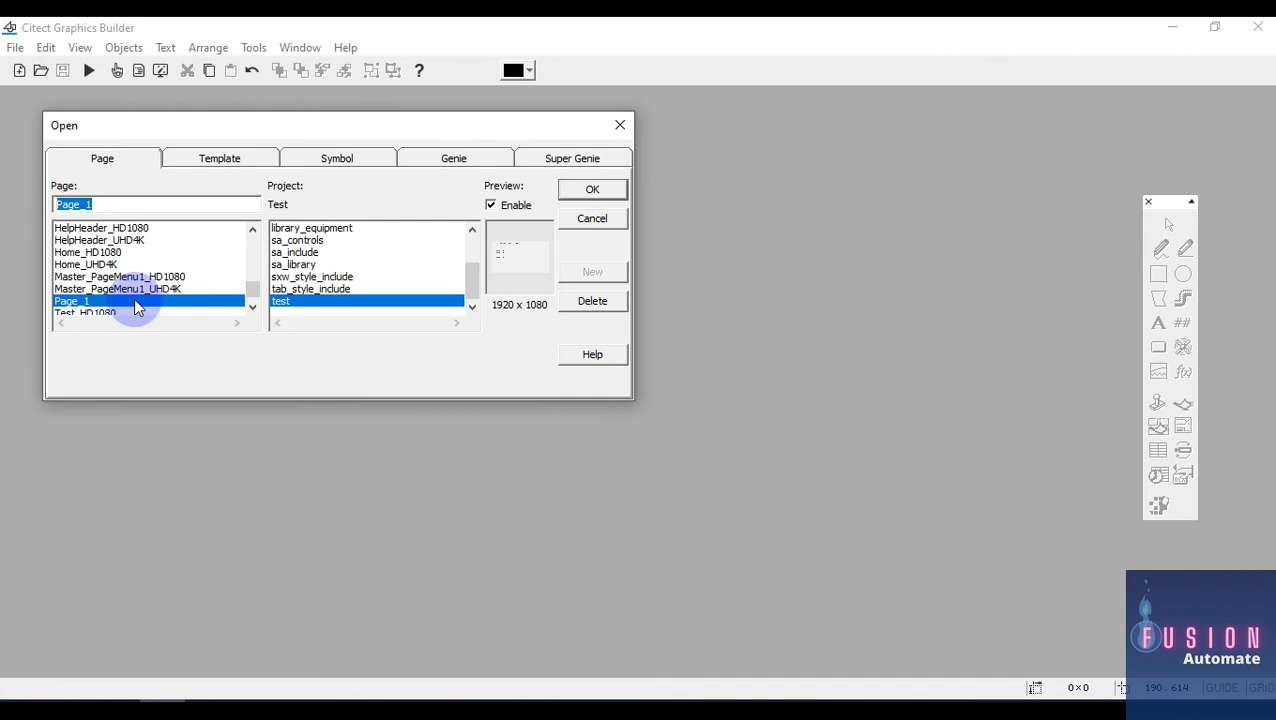 Citect Graphics Builder
File Edit View Objects Text Arrange Tools Window Help
Open
Page Template Symbol Genie Super Genie
Page: Project: Preview:
Page_1 Test Enable
OK
Cancel
New
Delete
Help
HelpHeader_HD1080
HelpHeader_UHD4K
Home_HD1080
Home_UHD4K
Master_PageMenu1_HD1080
Master_PageMenu1_UHD4K
Page_1
Test_HD1080
library_equipment
sa_controls
sa_include
sa_library
sxw_style_include
tab_style_include
test
1920 x 1080
FUSION
Automate
0×0 190, 614 GUIDE GRID